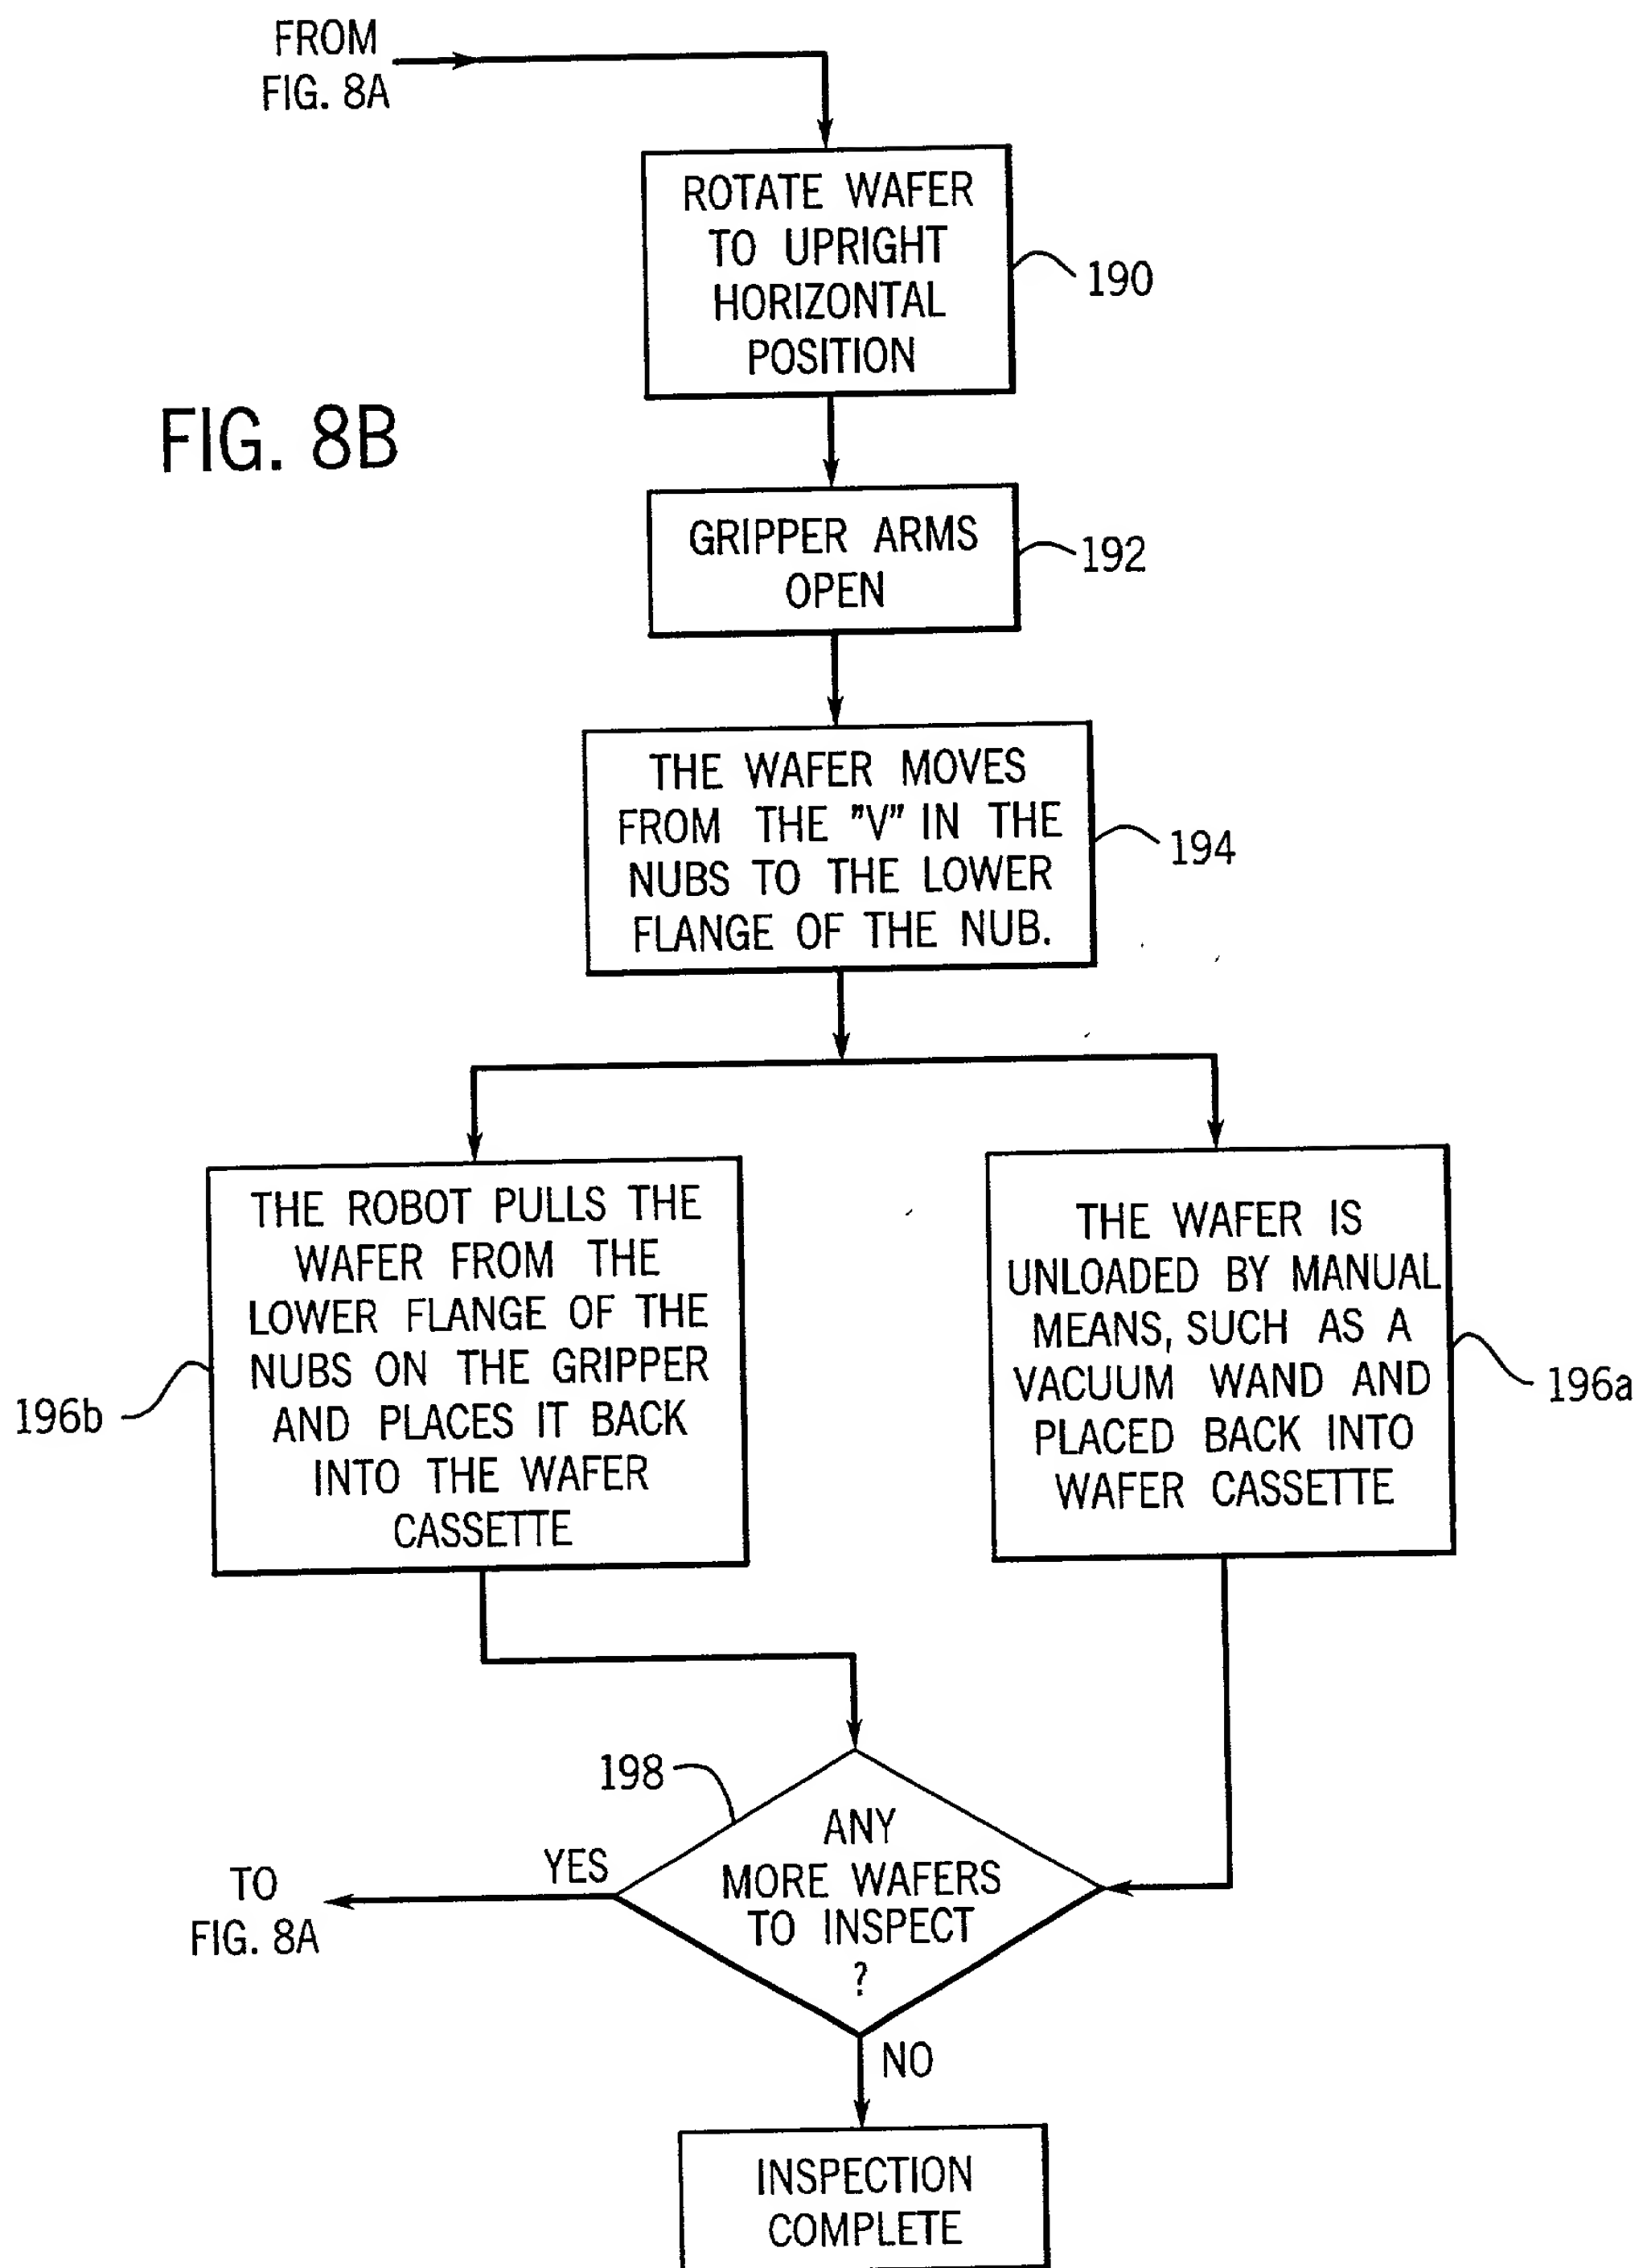 FROM
FIG. 8A
ROTATE WAFER
TO UPRIGHT
HORIZONTAL
POSITION
190
FIG. 8B
GRIPPER ARMS
OPEN
192
THE WAFER MOVES
FROM THE "V" IN THE
NUBS TO THE LOWER
FLANGE OF THE NUB.
194
THE ROBOT PULLS THE
WAFER FROM THE
LOWER FLANGE OF THE
NUBS ON THE GRIPPER
AND PLACES IT BACK
INTO THE WAFER
CASSETTE
196b
THE WAFER IS
UNLOADED BY MANUAL
MEANS, SUCH AS A
VACUUM WAND AND
PLACED BACK INTO
WAFER CASSETTE
196a
198
ANY
MORE WAFERS
TO INSPECT
?
YES
TO
FIG. 8A
NO
INSPECTION
COMPLETE